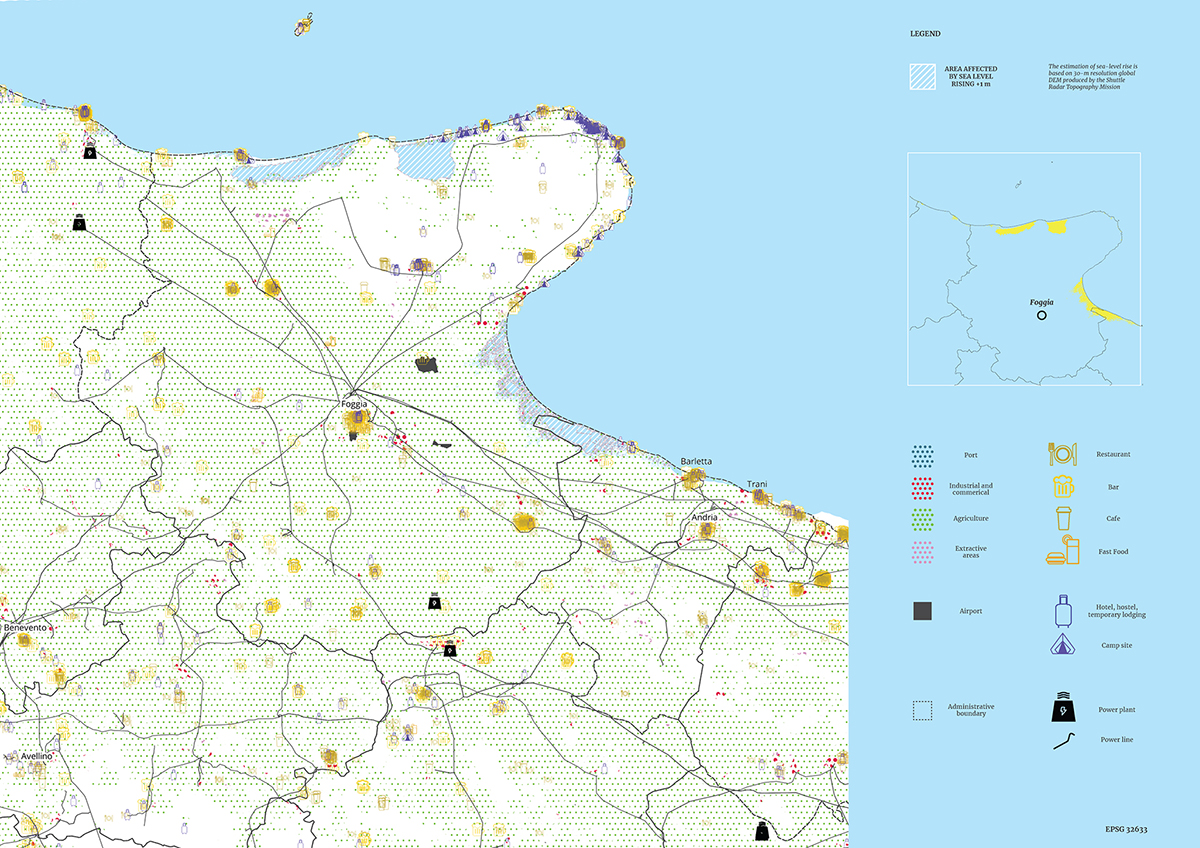 LEGEND
AREA AFFECTED
BY SEA LEVEL
RISING +1 m
The estimation of sea-level rise is
based on 30-m resolution global
DEM produced by the Shuttle
Radar Topography Mission
Foggia
Foggia
Barletta
Trani
Andria
Benevento
Avellino
Port
Restaurant
Industrial and
commerical
Bar
Agriculture
Cafe
Extractive
areas
Fast Food
Airport
Hotel, hostel,
temporary lodging
Camp site
Administrative
boundary
Power plant
Power line
EPSG 32633